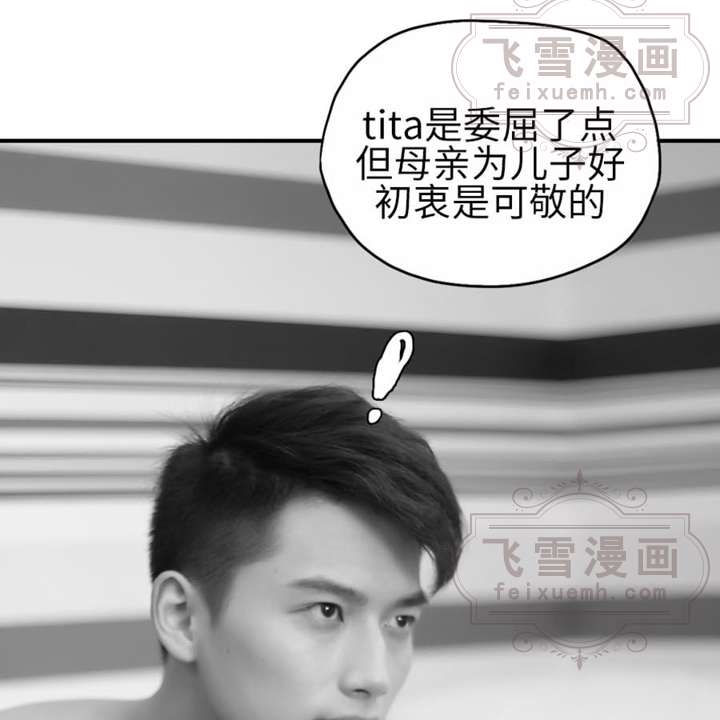 飞雪漫画
feixuemh.com
tita是委屈了点
但母亲为儿子好
初衷是可敬的
!
飞雪漫画
feixuemh.com